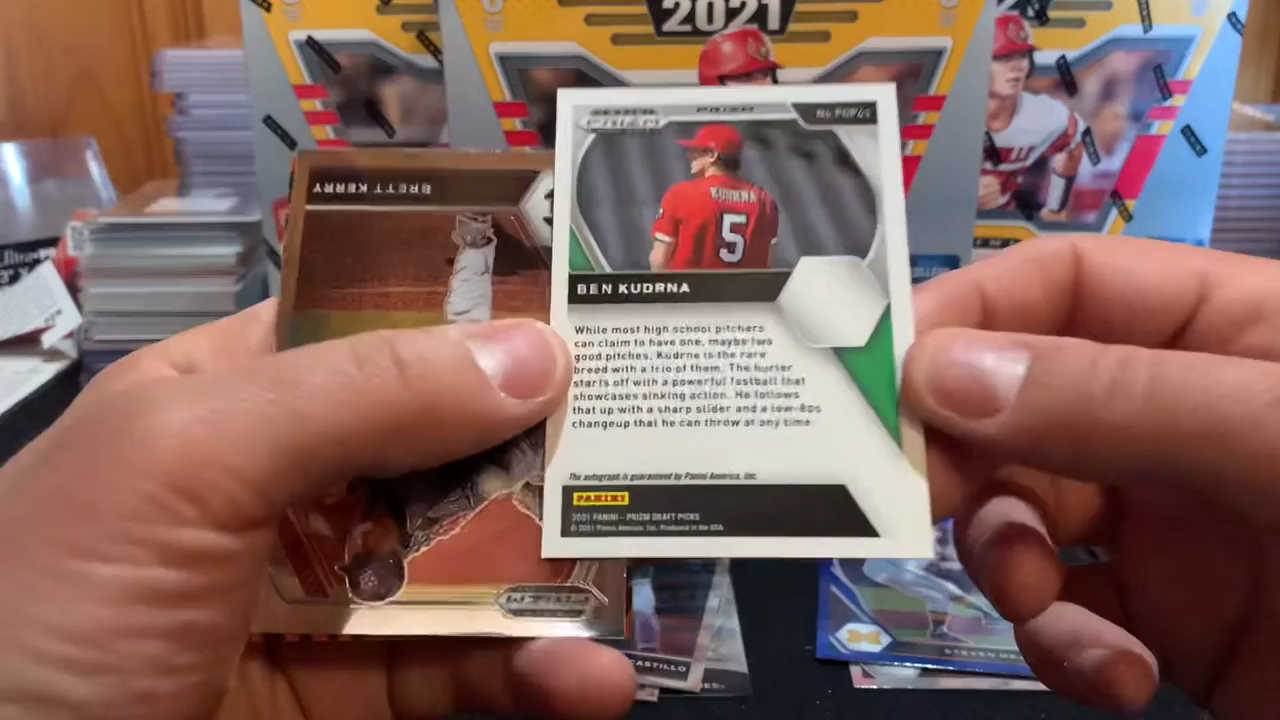 2021
PRIZM
PRIZM
BRETT KERRY
KUDRNA
5
BEN KUDRNA
While most high school pitchers
can claim to have one, maybe two
good pitches, Kudrna is the rare
breed with a trio of them. The hurler
starts off with a powerful fastball that
showcases sinking action. He follows
that up with a sharp slider and a low-80s
changeup that he can throw at any time.
The autograph is guaranteed by Panini America, Inc.
PANINI
2021 PANINI – PRIZM DRAFT PICKS
© 2021 Panini America, Inc. Produced in the USA.
PRIZM
CASTILLO
STEVEN